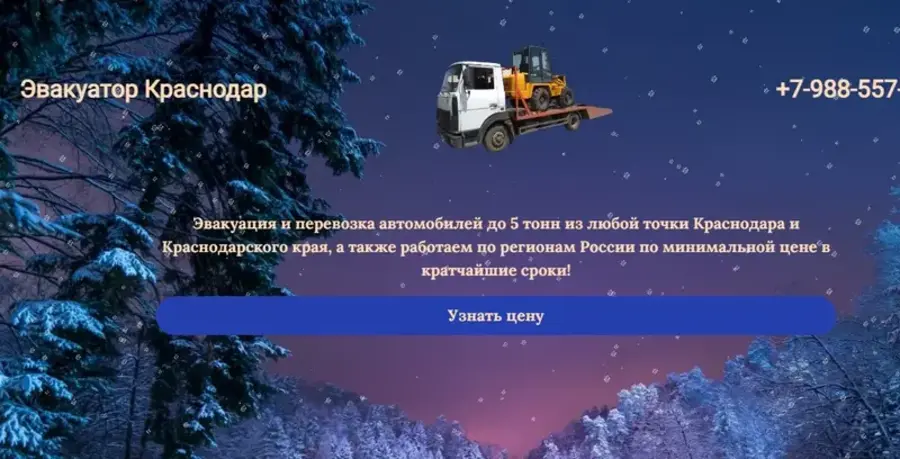 Эвакуатор Краснодар
+7-988-557-
Эвакуация и перевозка автомобилей до 5 тонн из любой точки Краснодара и
Краснодарского края, а также работаем по регионам России по минимальной цене в
кратчайшие сроки!
Узнать цену